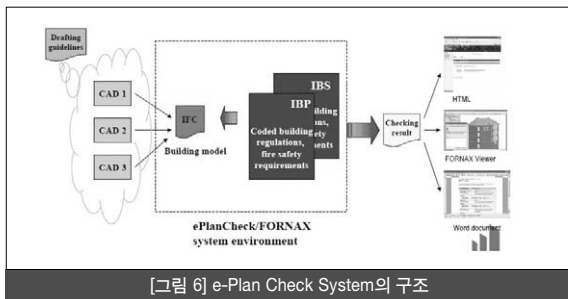 Drafting
guidelines
CAD 1
CAD 2
CAD 3
IFC
Building model
IBS
IBP
Coded building
regulations,
fire safety
requirements
ePlanCheck/FORNAX
system environment
Checking
result
HTML
FORNAX Viewer
Word document
[그림 6] e-Plan Check System의 구조